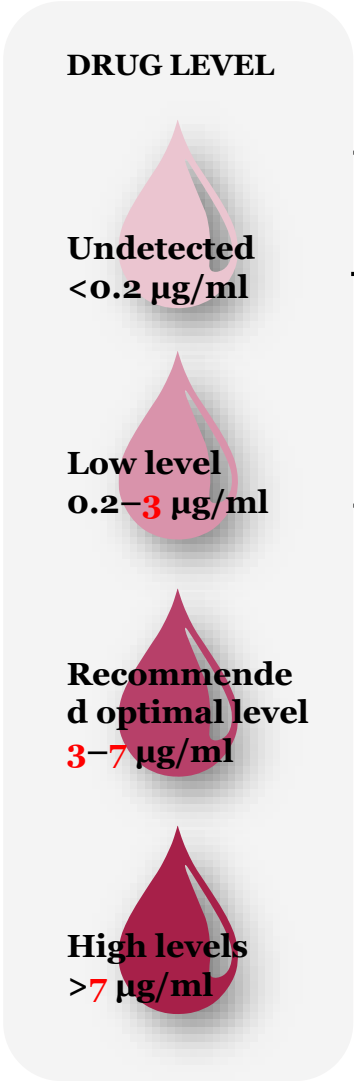 DRUG LEVEL
Undetected
<0.2 µg/ml
Low level
0.2–3 µg/ml
Recommende
d optimal level
3–7 µg/ml
High levels
>7 µg/ml